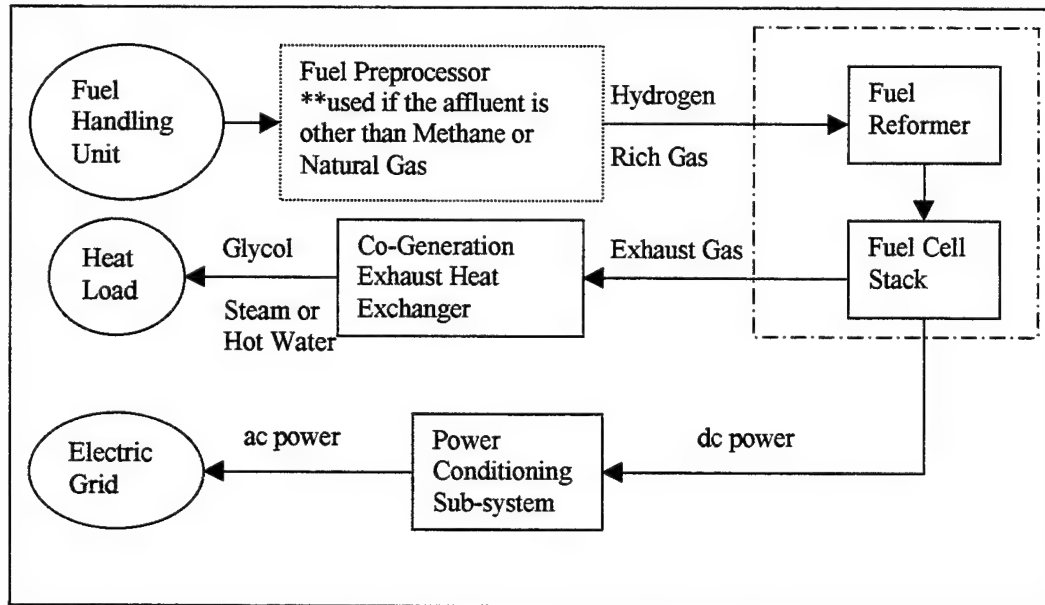 Fuel
Handling
Unit
Fuel Preprocessor
**used if the affluent is
other than Methane or
Natural Gas
Hydrogen
Rich Gas
Fuel
Reformer
Heat
Load
Glycol
Steam or
Hot Water
Co-Generation
Exhaust Heat
Exchanger
Exhaust Gas
Fuel Cell
Stack
Electric
Grid
ac power
Power
Conditioning
Sub-system
dc power